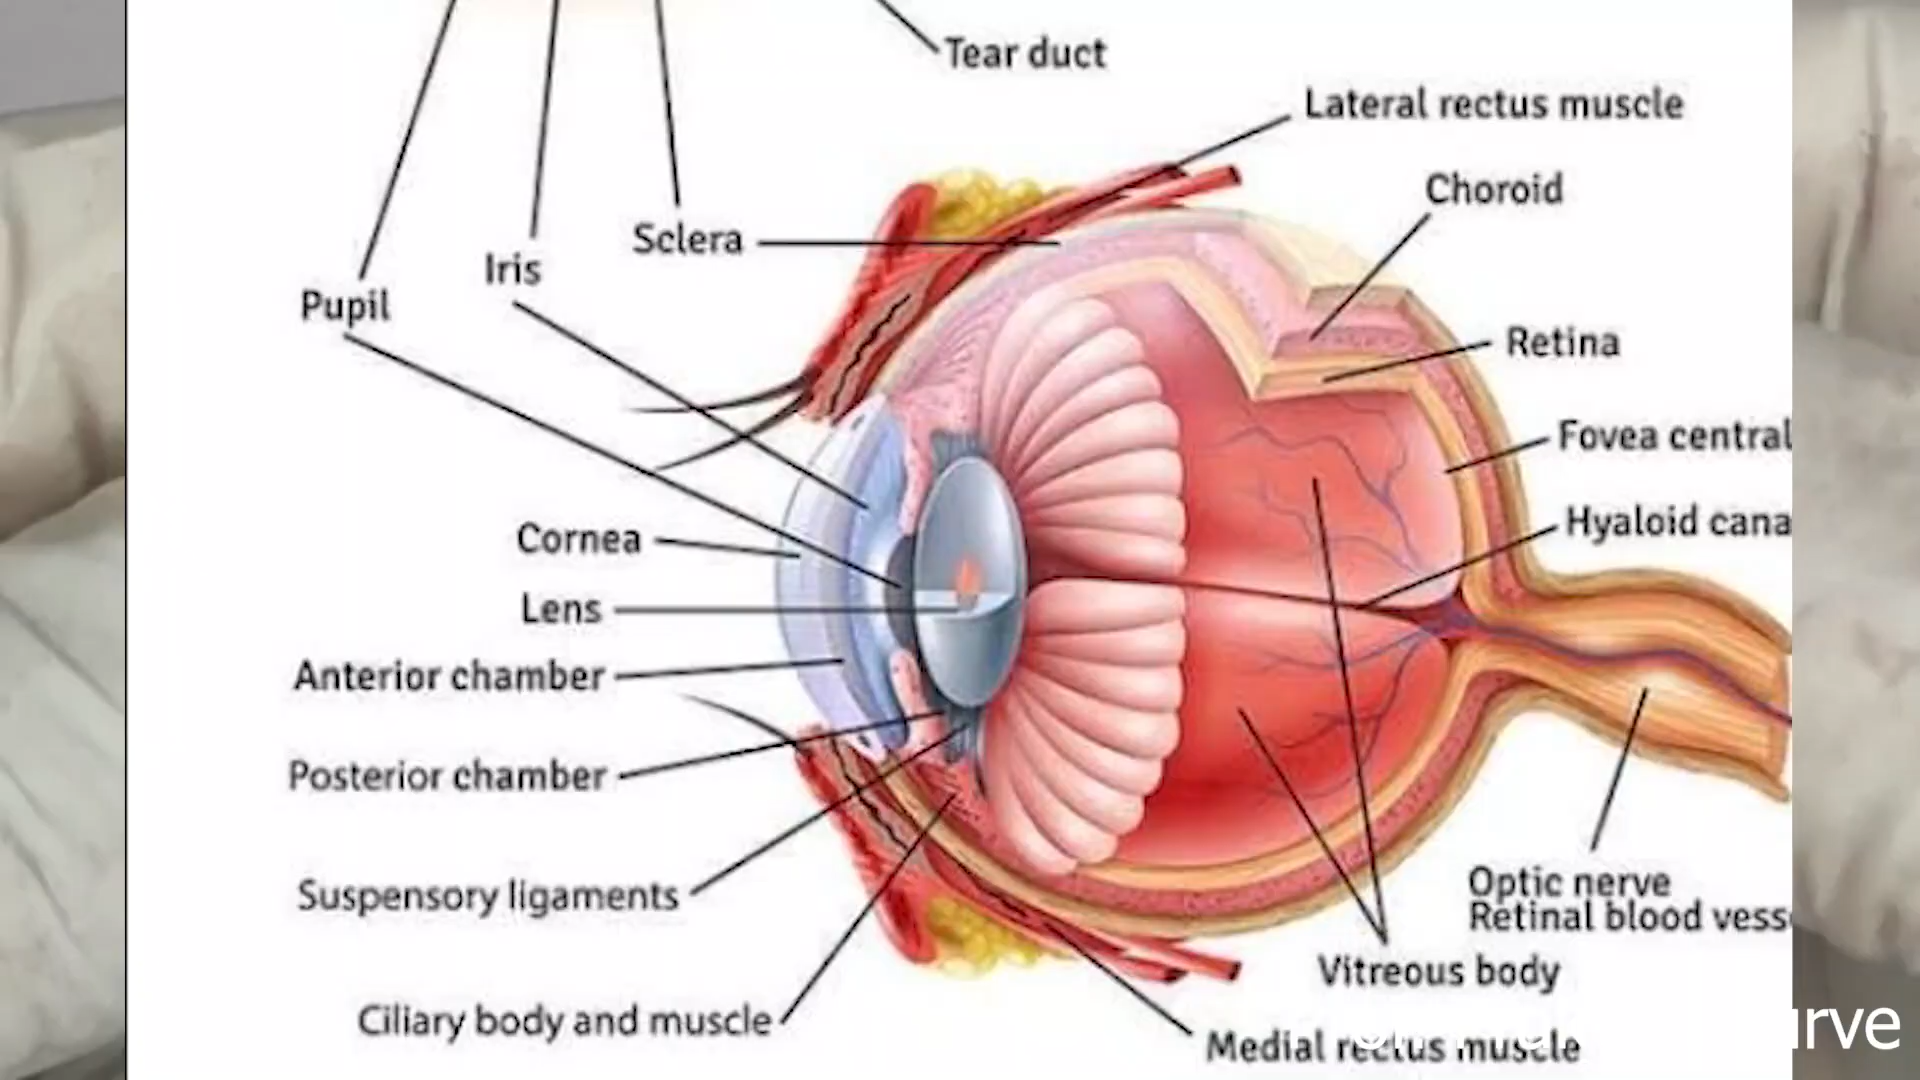 Tear duct
Lateral rectus muscle
Choroid
Sclera
Iris
Pupil
Retina
Fovea central
Hyaloid cana
Cornea
Lens
Anterior chamber
Posterior chamber
Suspensory ligaments
Optic nerve
Retinal blood vess
Vitreous body
Ciliary body and muscle
Medial rectus muscle